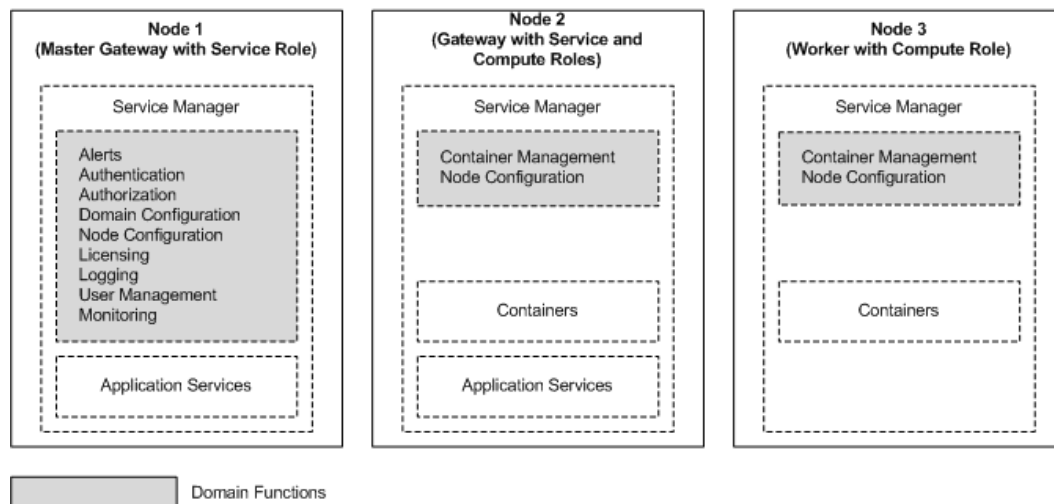 Node 1
(Master Gateway with Service Role)
Service Manager
Alerts
Authentication
Authorization
Domain Configuration
Node Configuration
Licensing
Logging
User Management
Monitoring
Application Services
Node 2
(Gateway with Service and
Compute Roles)
Service Manager
Container Management
Node Configuration
Containers
Application Services
Node 3
(Worker with Compute Role)
Service Manager
Container Management
Node Configuration
Containers
Domain Functions